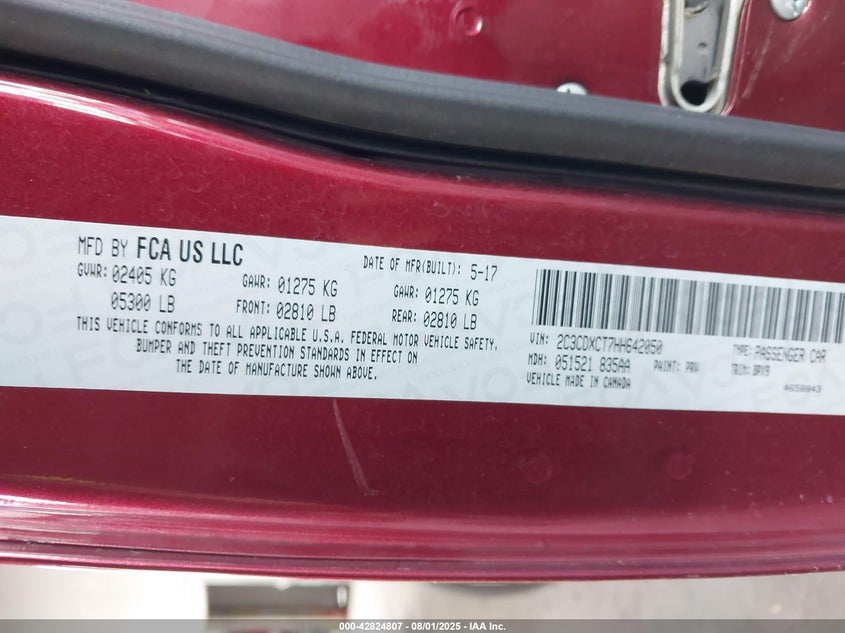 MFD BY FCA US LLC
DATE OF MFR(BUILT): 5-17
GVWR: 02405 KG
GAWR: 01275 KG
GAWR: 01275 KG
05300 LB
FRONT: 02810 LB
REAR: 02810 LB
THIS VEHICLE CONFORMS TO ALL APPLICABLE U.S.A. FEDERAL MOTOR VEHICLE SAFETY,
BUMPER AND THEFT PREVENTION STANDARDS IN EFFECT ON
THE DATE OF MANUFACTURE SHOWN ABOVE.
VIN: 2C3CDXCT7HH642050
TYPE: PASSENGER CAR
MDH: 051521 835AA
PAINT: PRV
TRIM: BPX9
VEHICLE MADE IN CANADA
4658843
000-42824807 - 08/01/2025 - IAA Inc.